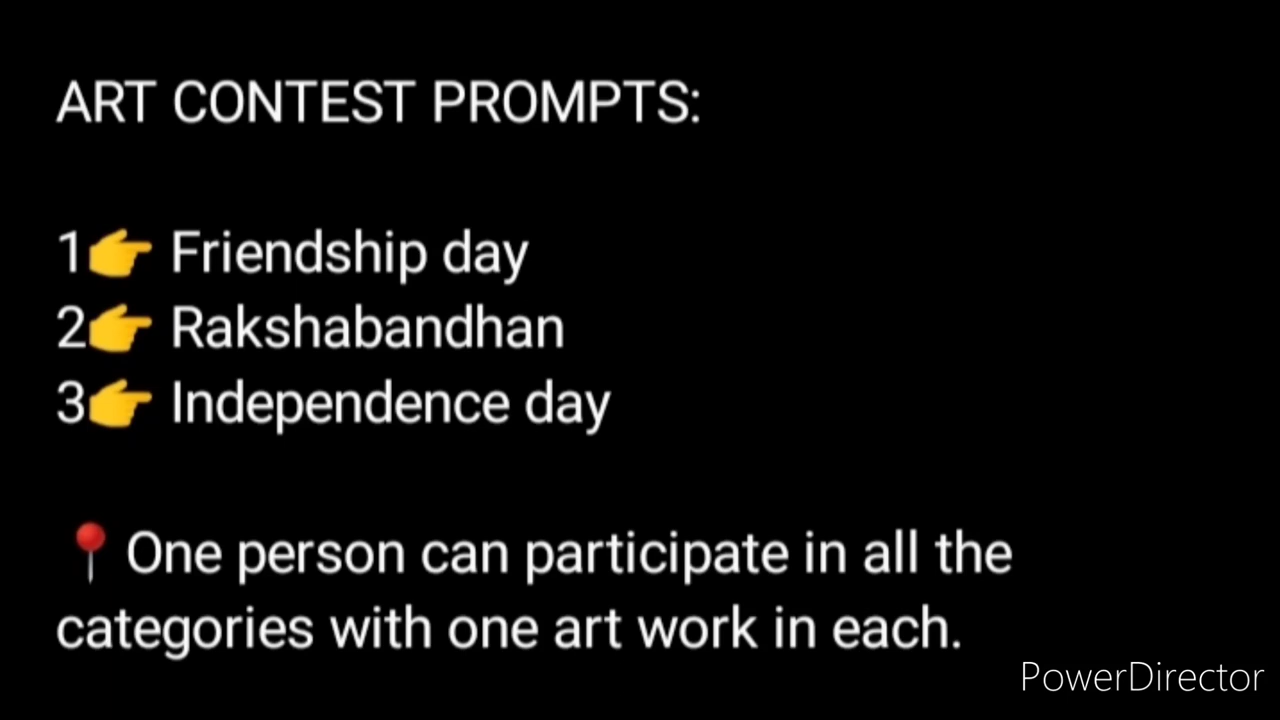 ART CONTEST PROMPTS:
1👉 Friendship day
2👉 Rakshabandhan
3👉 Independence day
📍One person can participate in all the
categories with one art work in each.
PowerDirector